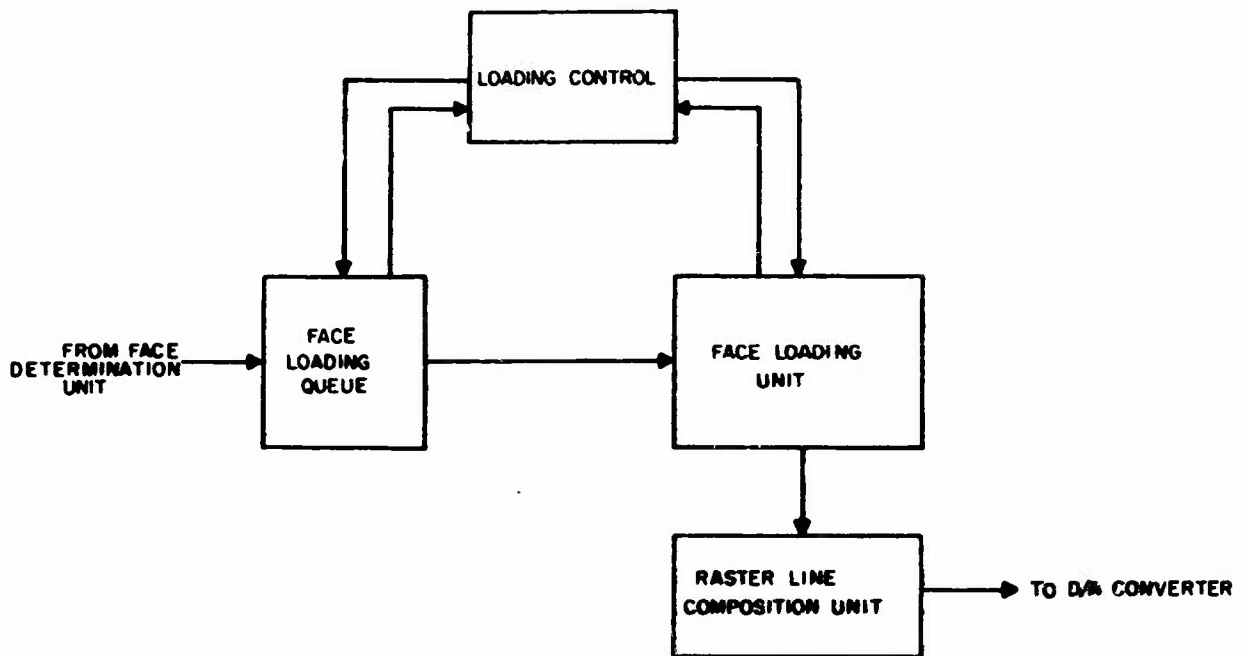 LOADING CONTROL
FROM FACE
DETERMINATION
UNIT
FACE
LOADING
QUEUE
FACE LOADING
UNIT
RASTER LINE
COMPOSITION UNIT
TO D/A CONVERTER